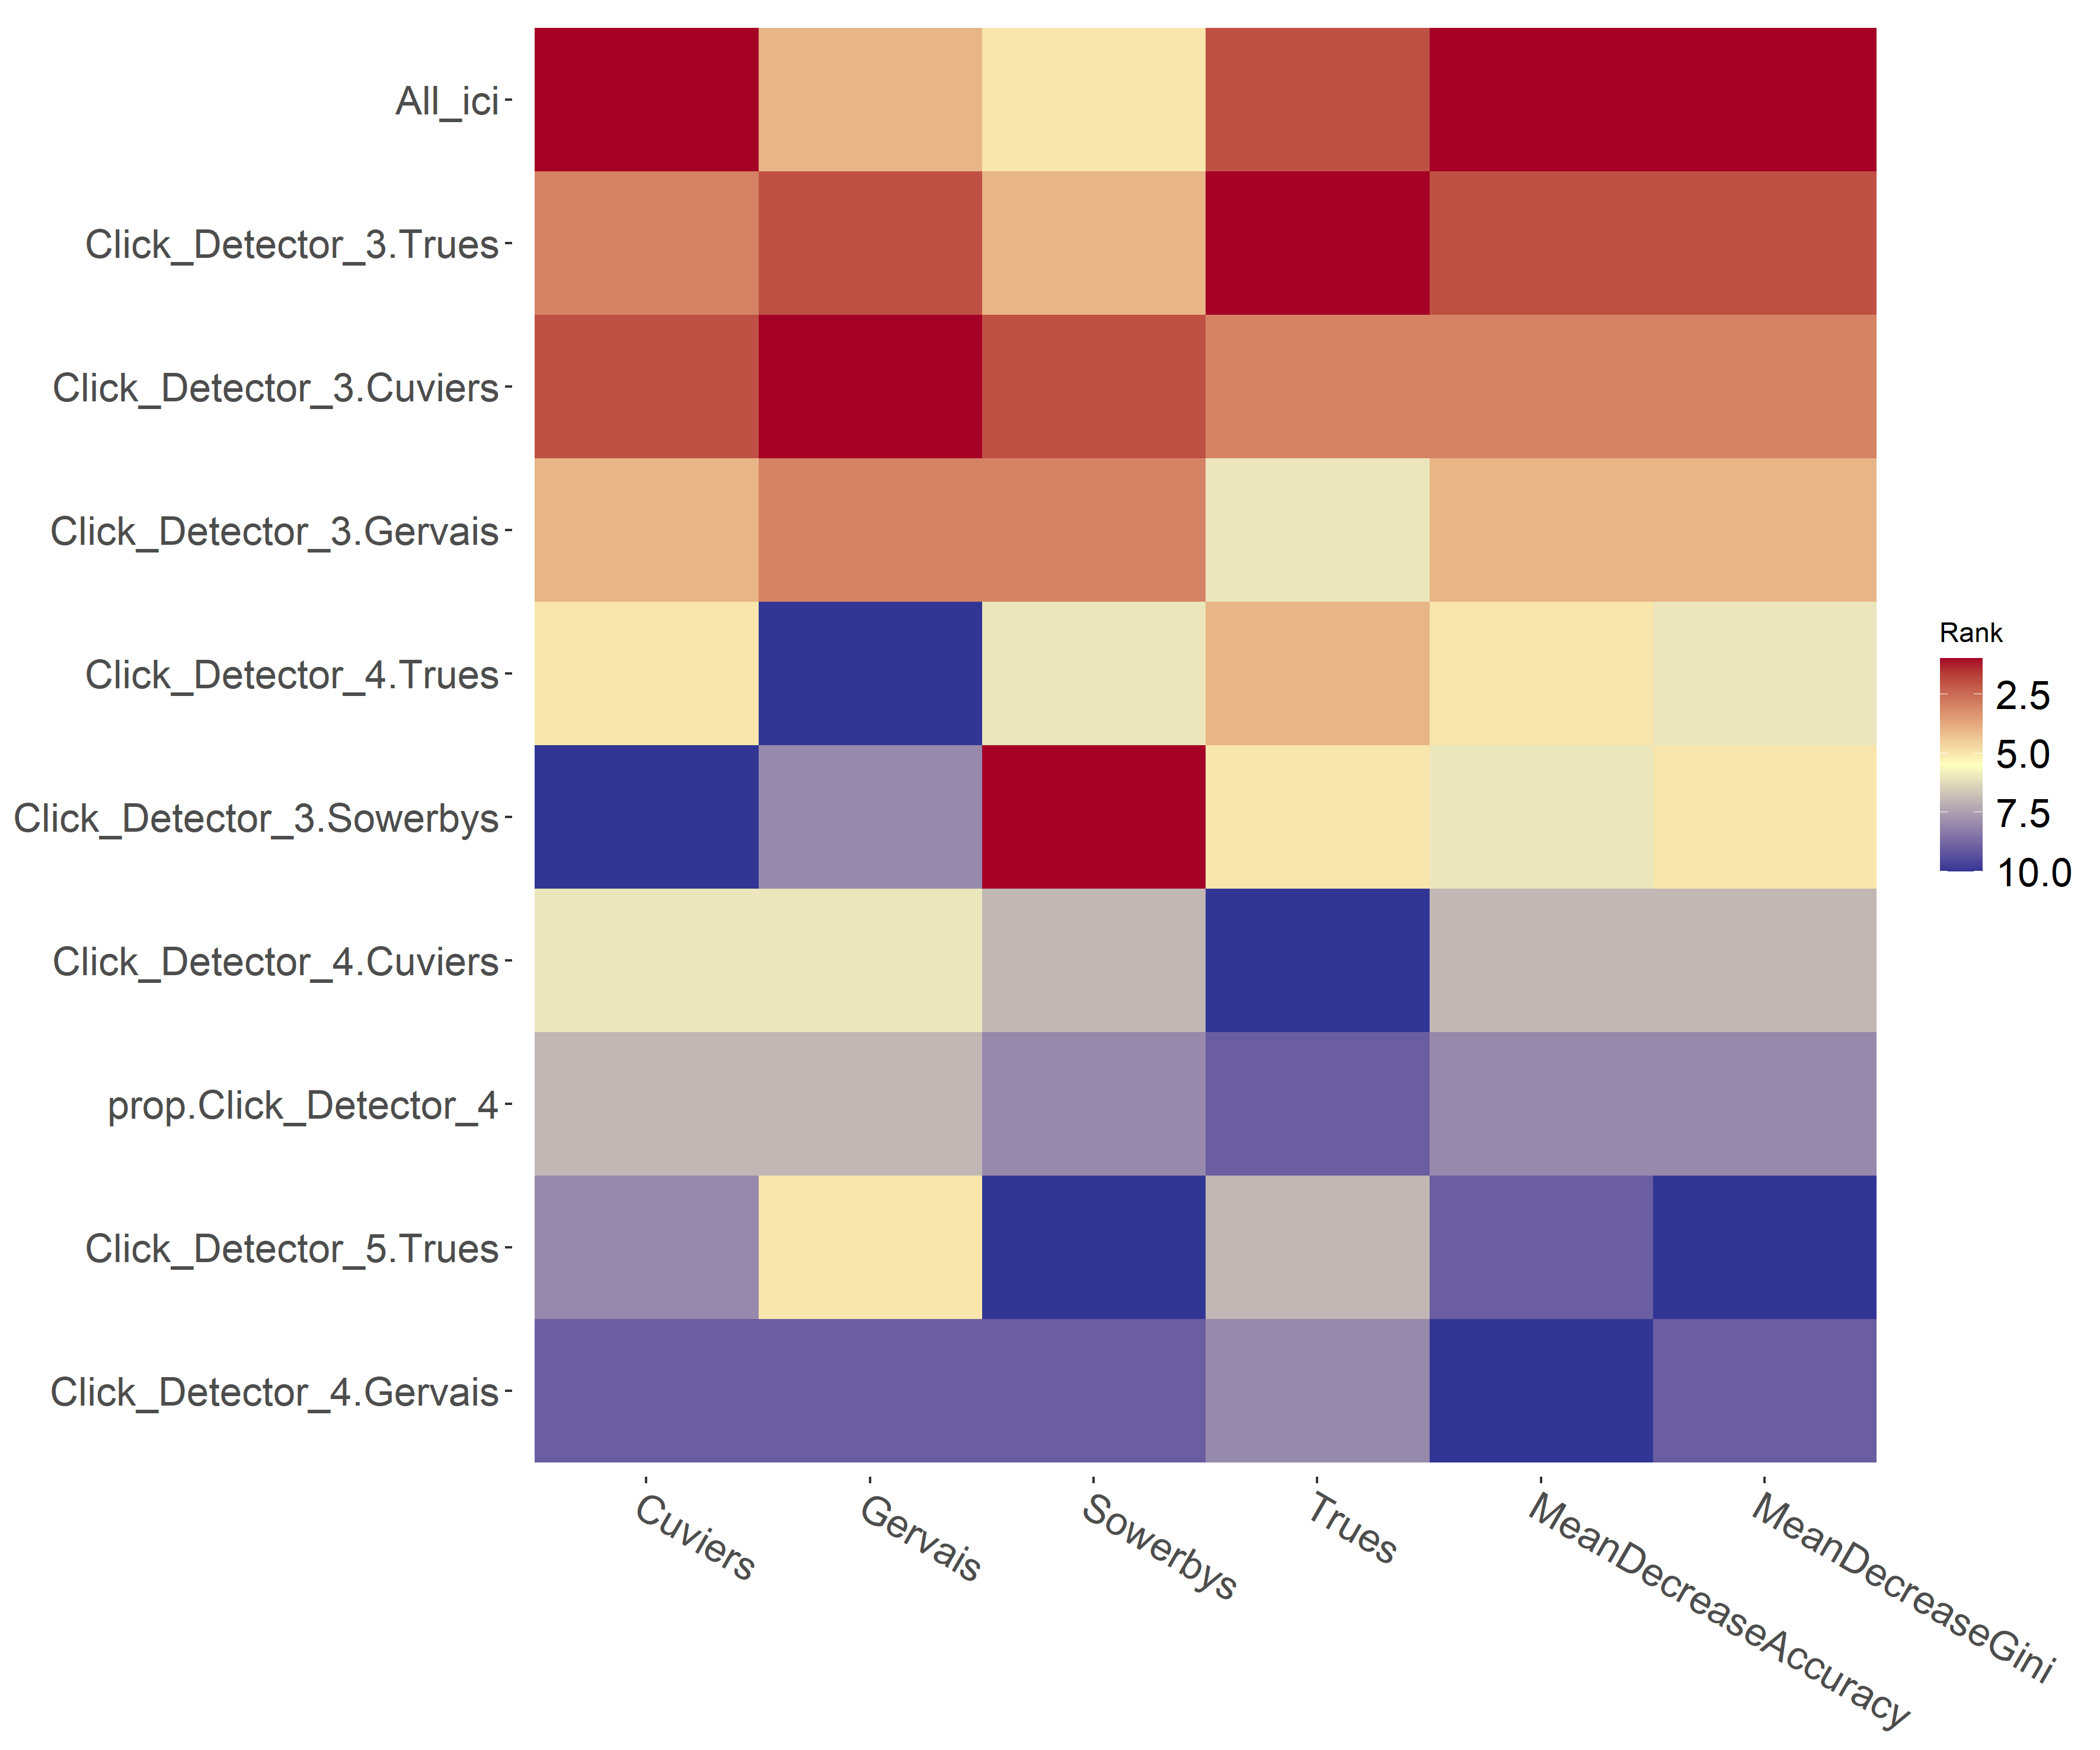 All_ici
Click_Detector_3.Trues
Click_Detector_3.Cuviers
Click_Detector_3.Gervais
Click_Detector_4.Trues
Click_Detector_3.Sowerbys
Click_Detector_4.Cuviers
prop.Click_Detector_4
Click_Detector_5.Trues
Click_Detector_4.Gervais
Cuviers
Gervais
Sowerbys
Trues
MeanDecreaseAccuracy
MeanDecreaseGini
Rank
2.5
5.0
7.5
10.0